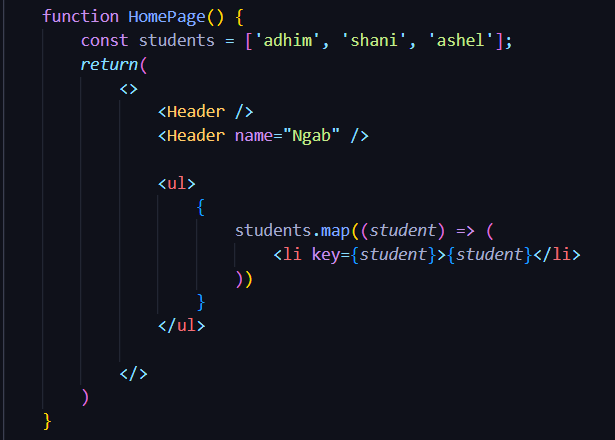 function HomePage() {
    const students = ['adhim', 'shani', 'ashel'];
    return(
        <>
            <Header />
            <Header name="Ngab" />

            <ul>
                {
                    students.map((student) => (
                        <li key={student}>{student}</li>
                    ))
                }
            </ul>

        </>
    )
}